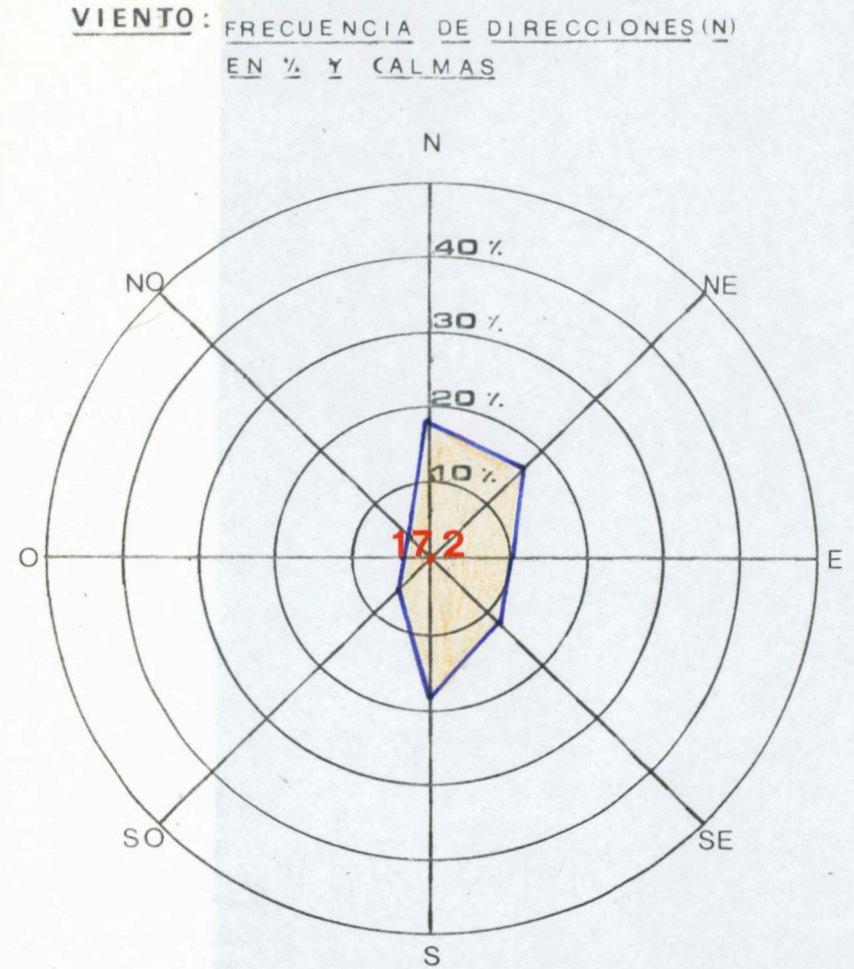 VIENTO: FRECUENCIA DE DIRECCIONES(N)
EN % Y CALMAS
N
40 %
NO
NE
30 %
20 %
10 %
17,2
O
E
SO
SE
S